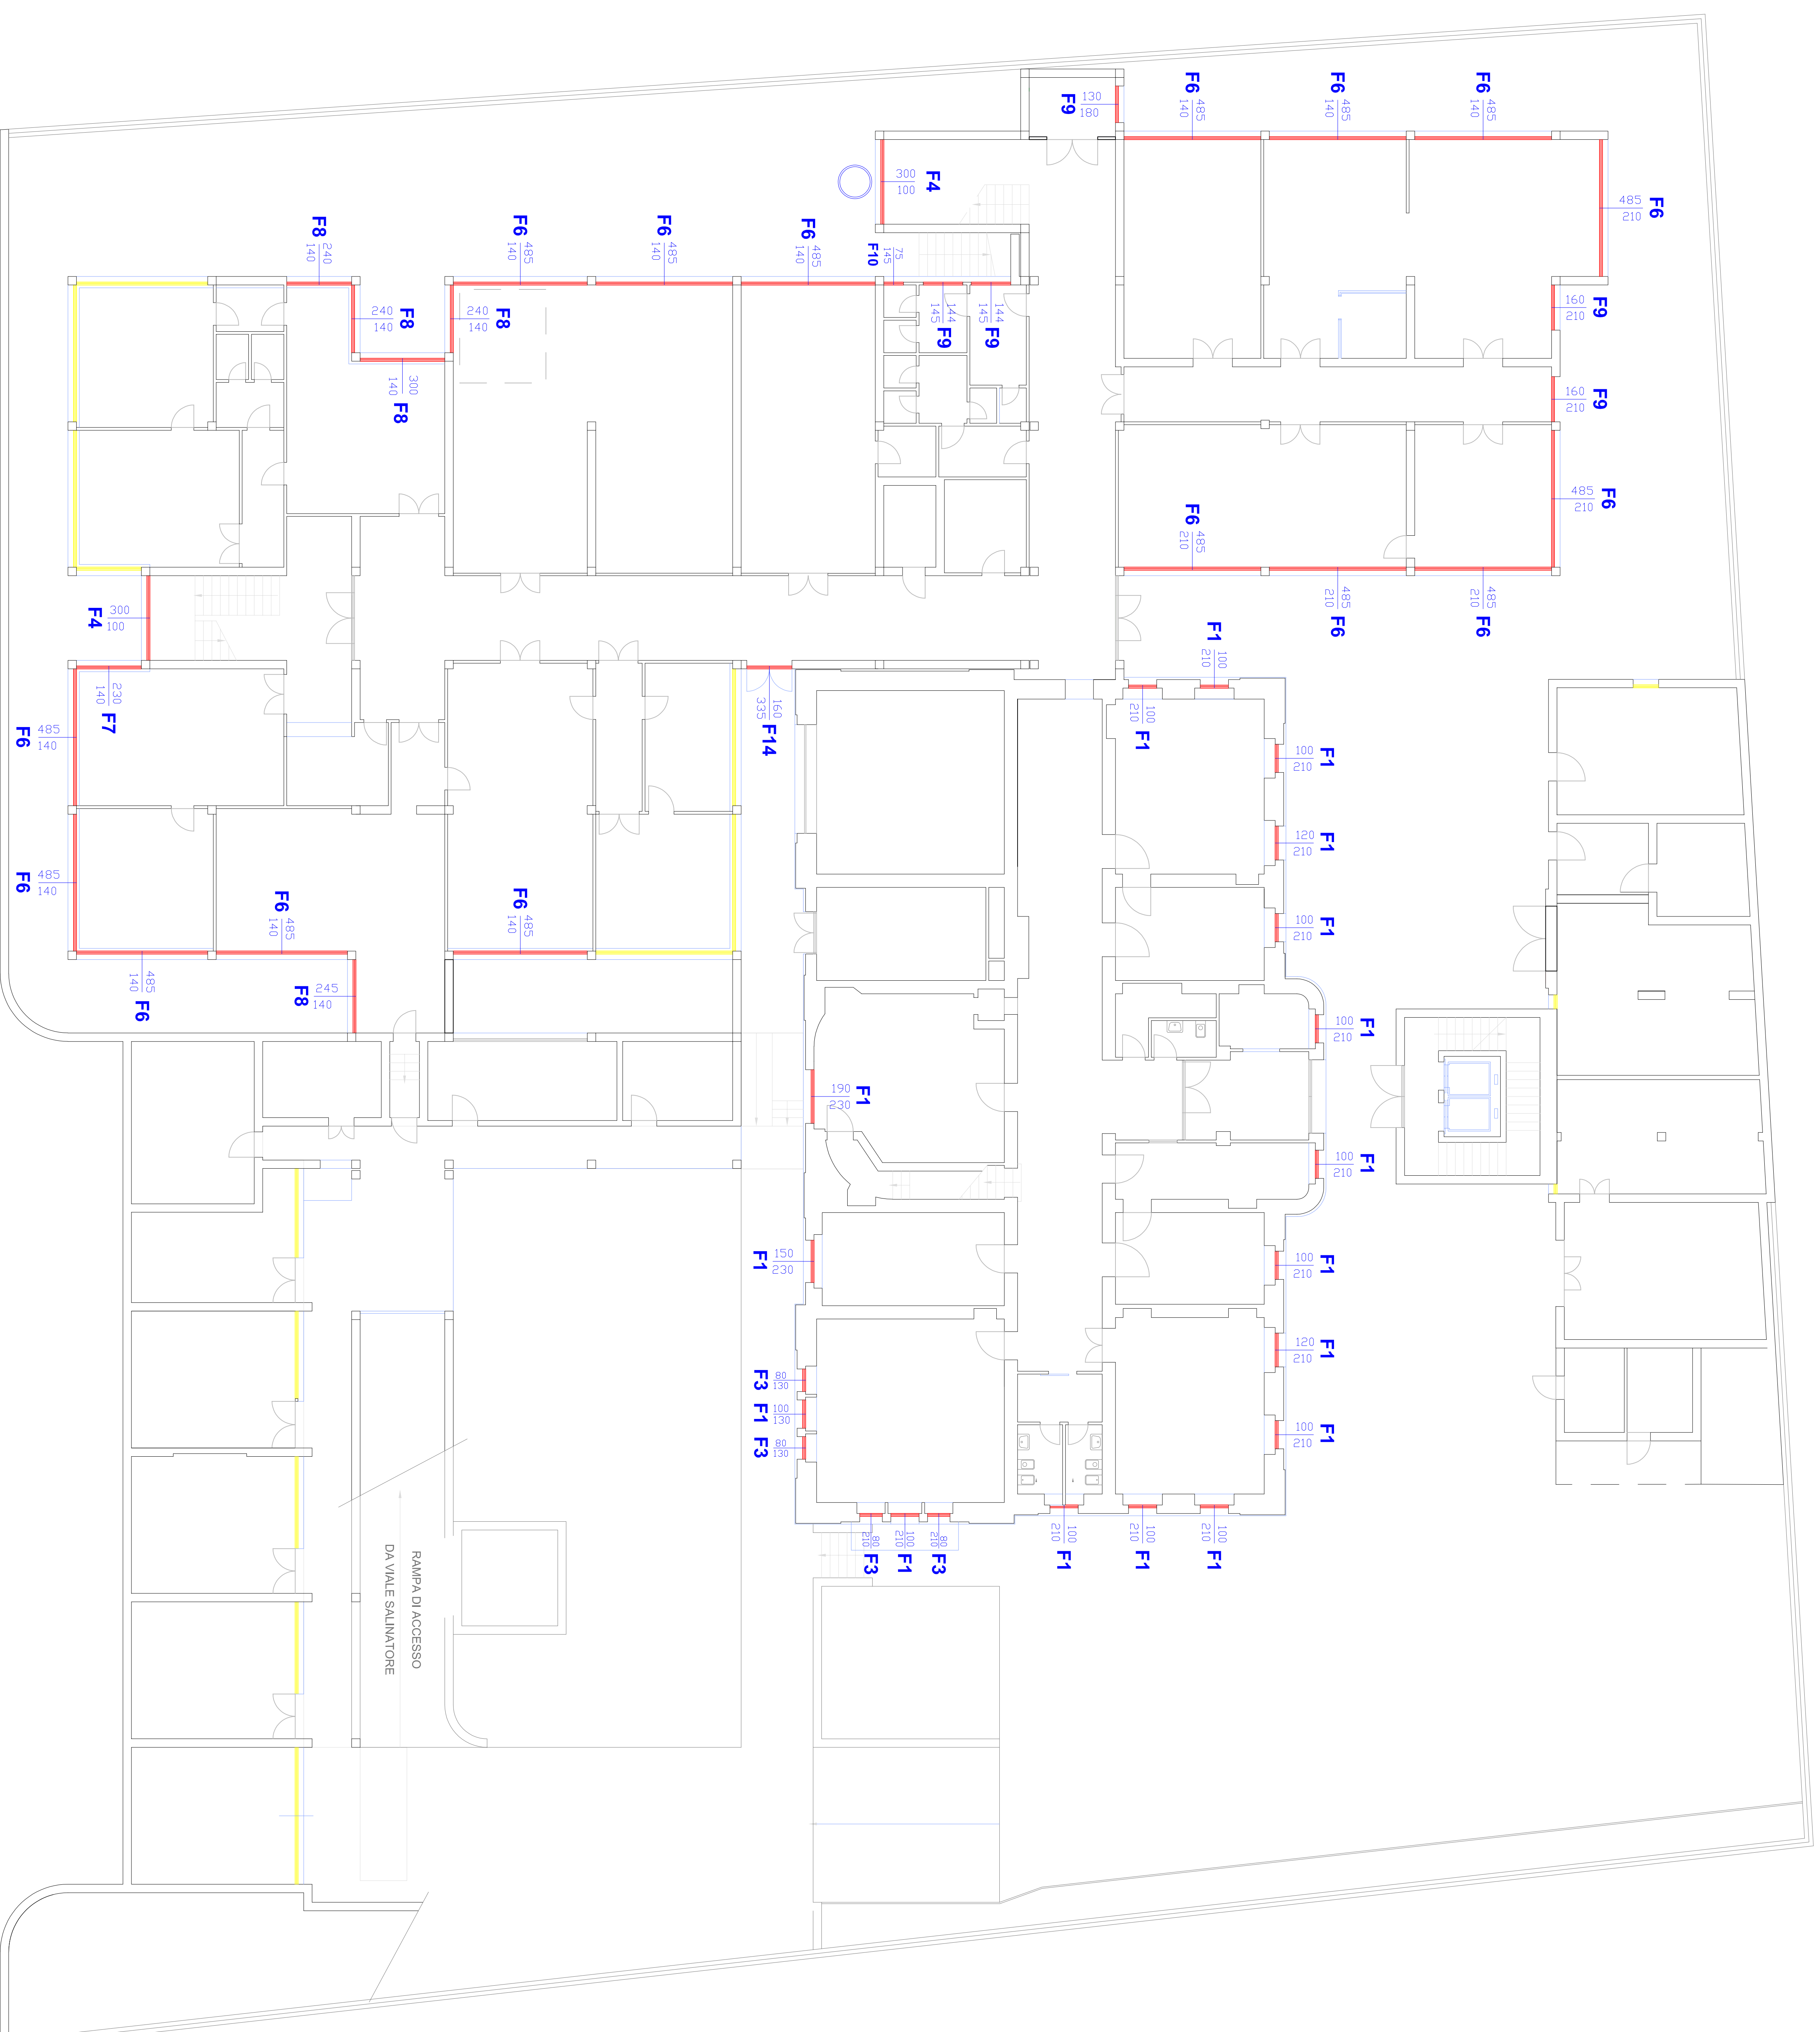 F6 485 140
F6 485 140
F6 485 140
F9 130 180
F4 300 100
F6 485 210
F8 240 140
F6 485 140
F6 485 140
F6 485 140
F10 75 145
F9 144 145
F9 144 145
F9 160 210
F8 240 140
F8 240 140
F8 300 140
F9 160 210
F6 485 210
F6 485 210
F6 485 210
F6 485 210
F4 300 100
F1 100 210
F7 230 140
F14 160 335
F1 100 210
F6 485 140
F1 100 210
F1 120 210
F6 485 140
F6 485 140
F6 485 140
F1 100 210
F6 485 140
F8 245 140
F1 100 210
F1 190 230
F1 100 210
F1 150 230
F1 100 210
F1 120 210
F3 80 130
F1 100 130
F3 80 130
F1 100 210
F3 80 210
F1 100 210
F3 80 210
F1 100 210
F1 100 210
F1 100 210
RAMPA DI ACCESSO
DA VIALE SALINATORE